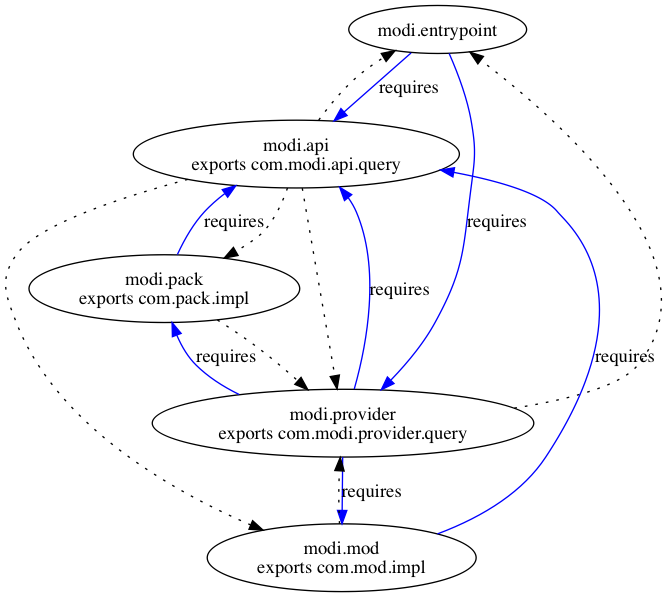 modi.entrypoint
requires
modi.api
exports com.modi.api.query
requires
requires
modi.pack
exports com.pack.impl
requires
requires
requires
modi.provider
exports com.modi.provider.query
requires
modi.mod
exports com.mod.impl